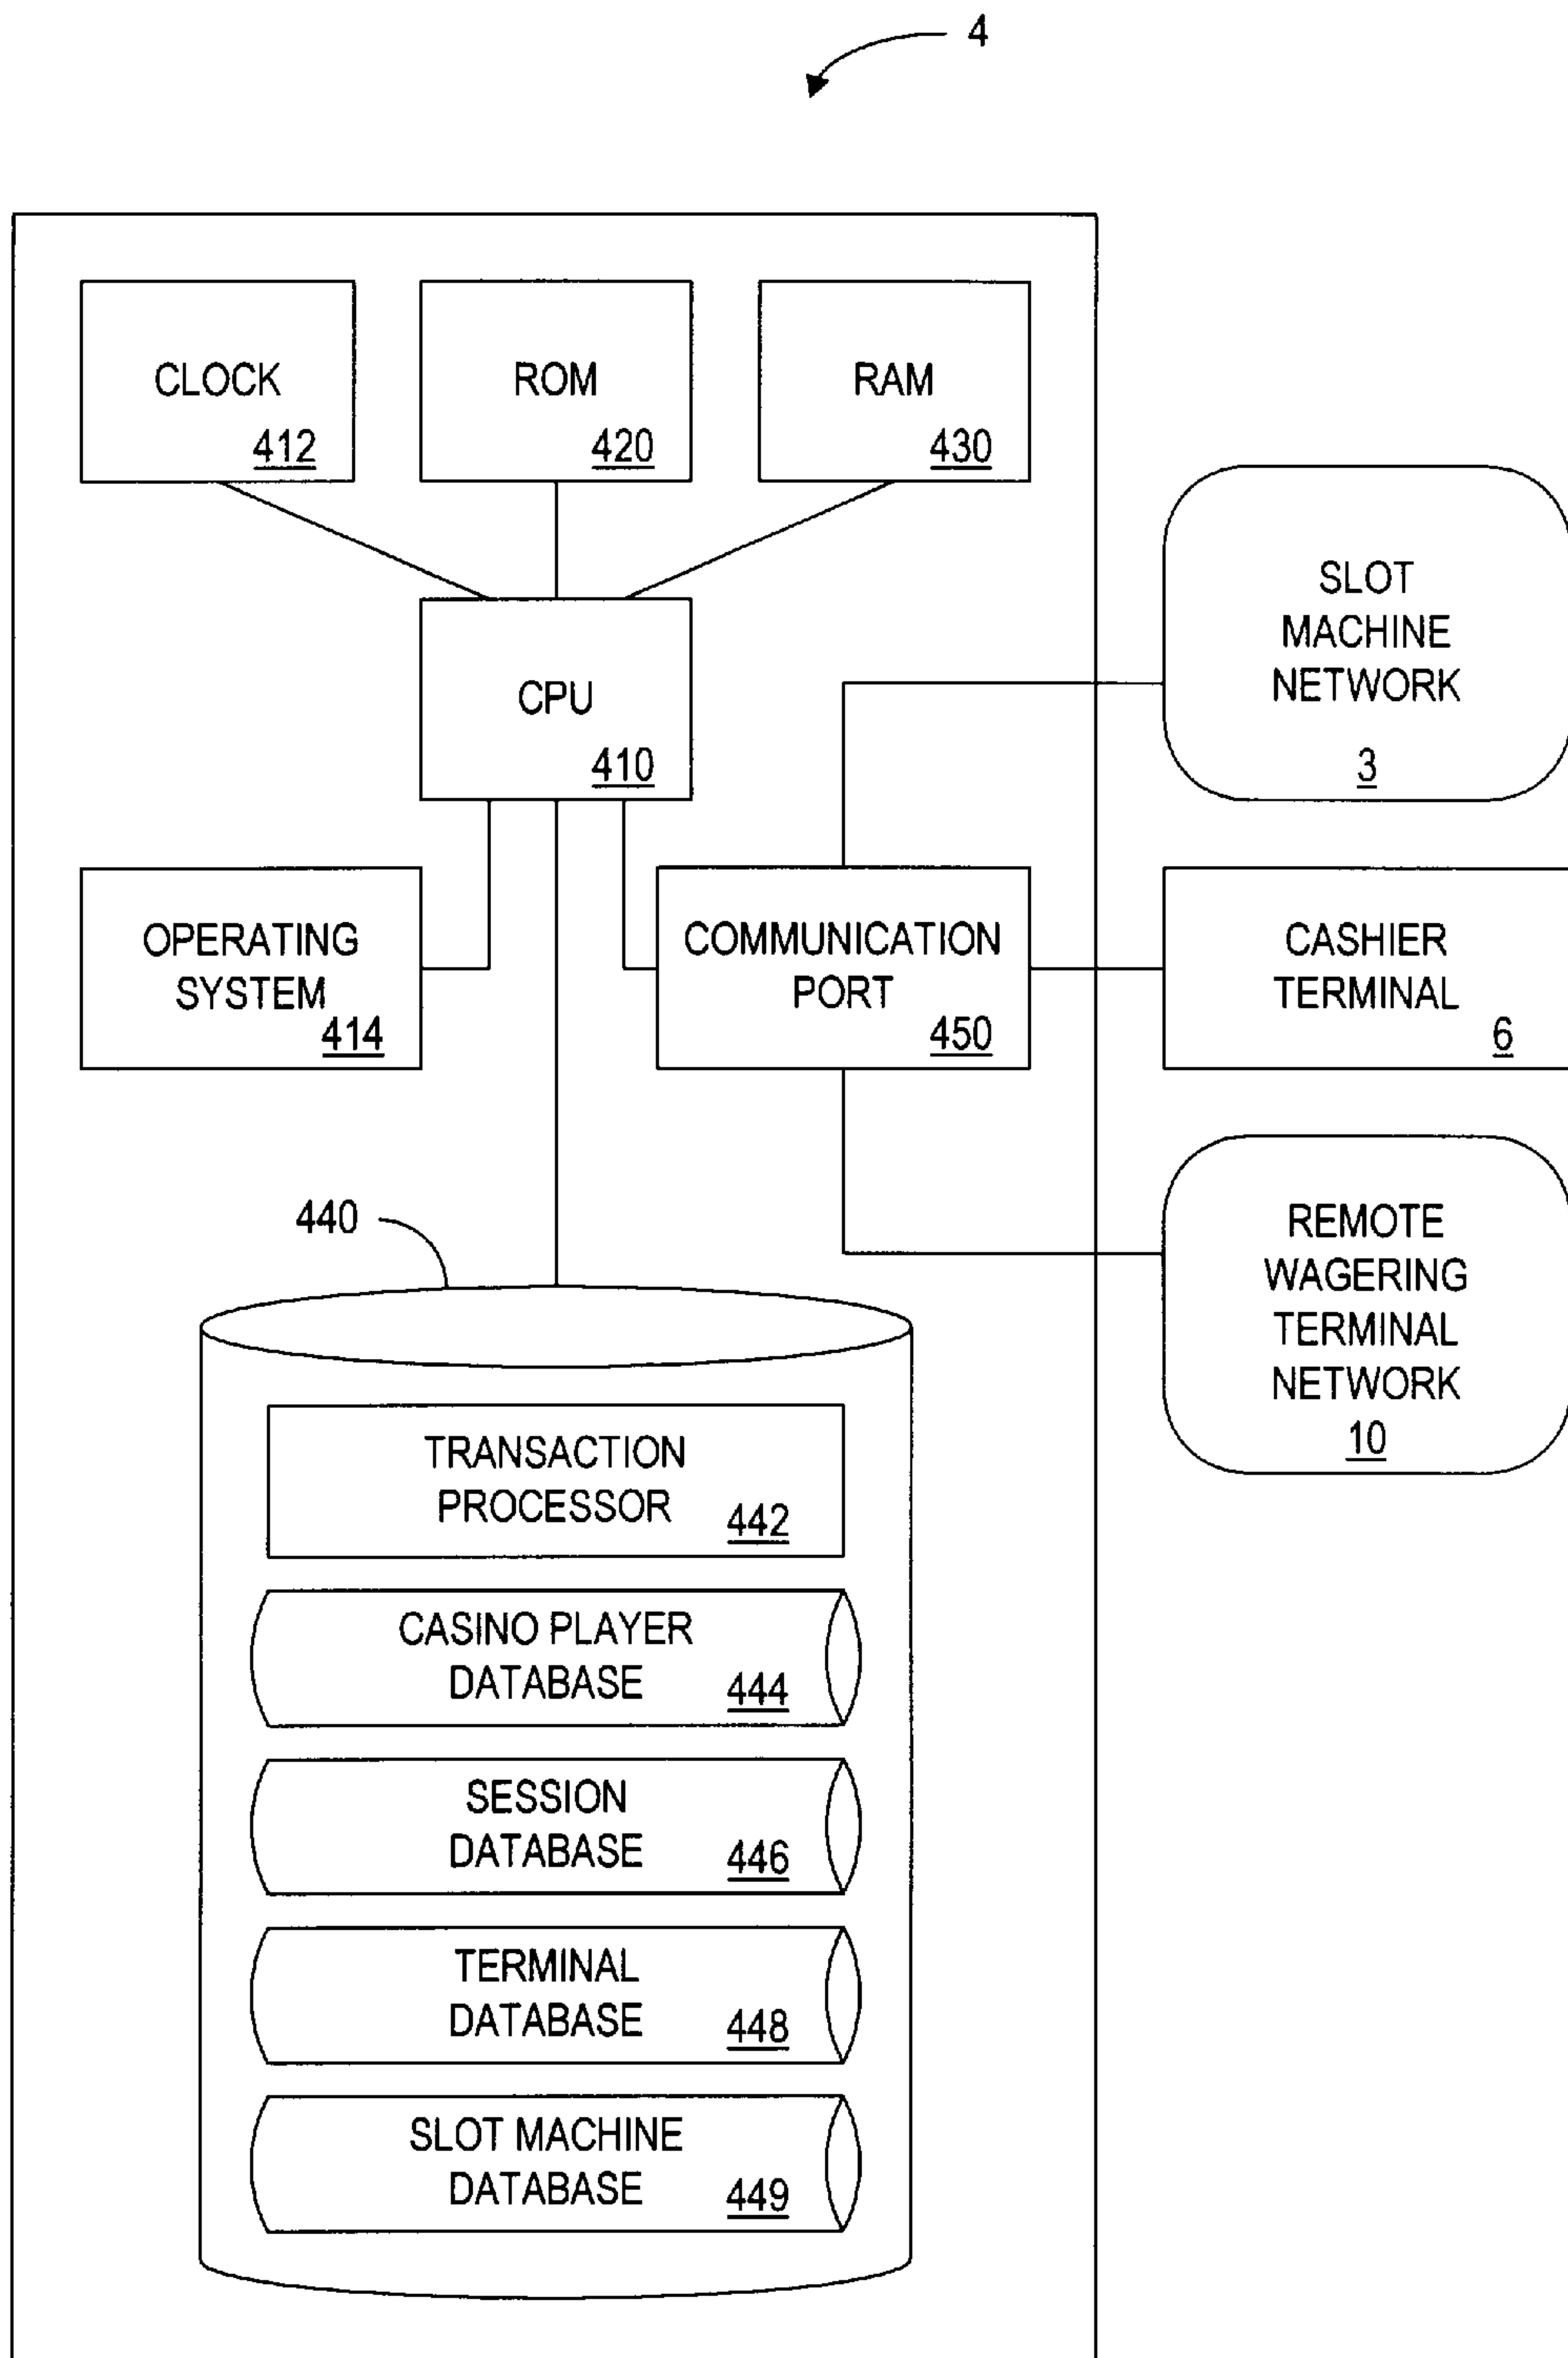 4
CLOCK
412
ROM
420
RAM
430
CPU
410
SLOT
MACHINE
NETWORK
3
OPERATING
SYSTEM
414
COMMUNICATION
PORT
450
CASHIER
TERMINAL
6
REMOTE
WAGERING
TERMINAL
NETWORK
10
440
TRANSACTION
PROCESSOR
442
CASINO PLAYER
DATABASE
444
SESSION
DATABASE
446
TERMINAL
DATABASE
448
SLOT MACHINE
DATABASE
449